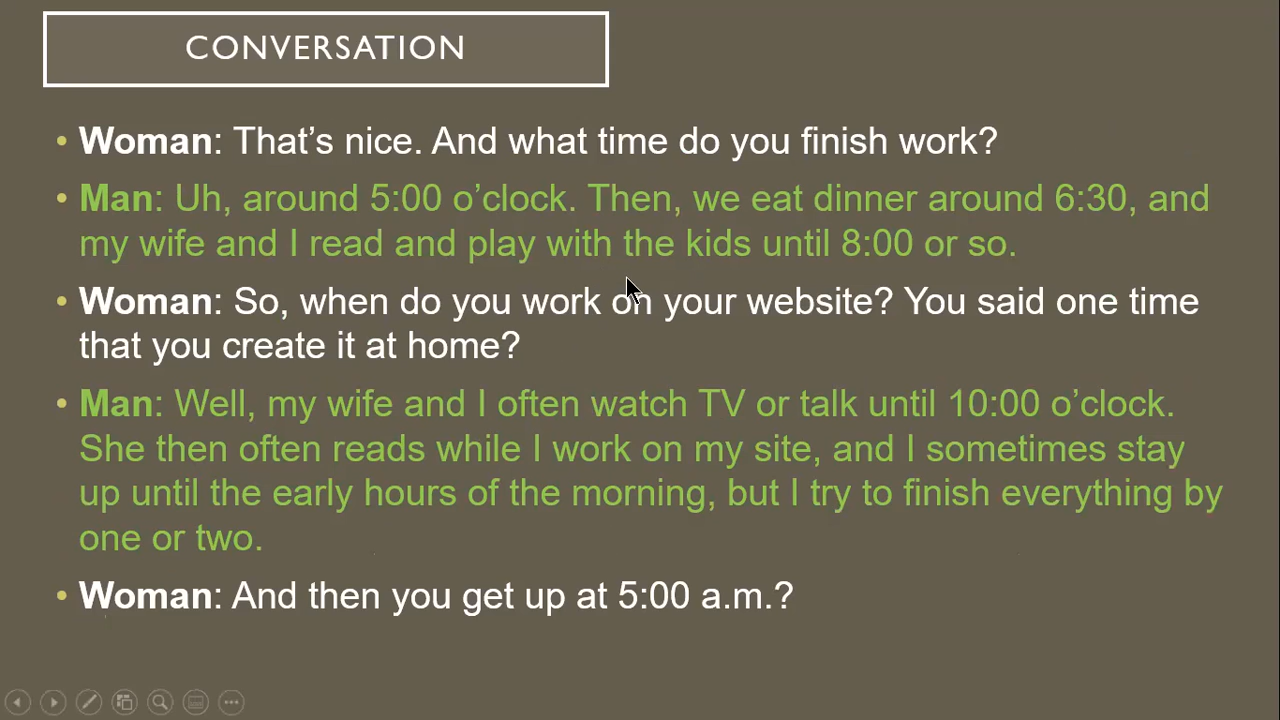 CONVERSATION
• Woman: That’s nice. And what time do you finish work?
• Man: Uh, around 5:00 o’clock. Then, we eat dinner around 6:30, and
my wife and I read and play with the kids until 8:00 or so.
• Woman: So, when do you work on your website? You said one time
that you create it at home?
• Man: Well, my wife and I often watch TV or talk until 10:00 o’clock.
She then often reads while I work on my site, and I sometimes stay
up until the early hours of the morning, but I try to finish everything by
one or two.
• Woman: And then you get up at 5:00 a.m.?